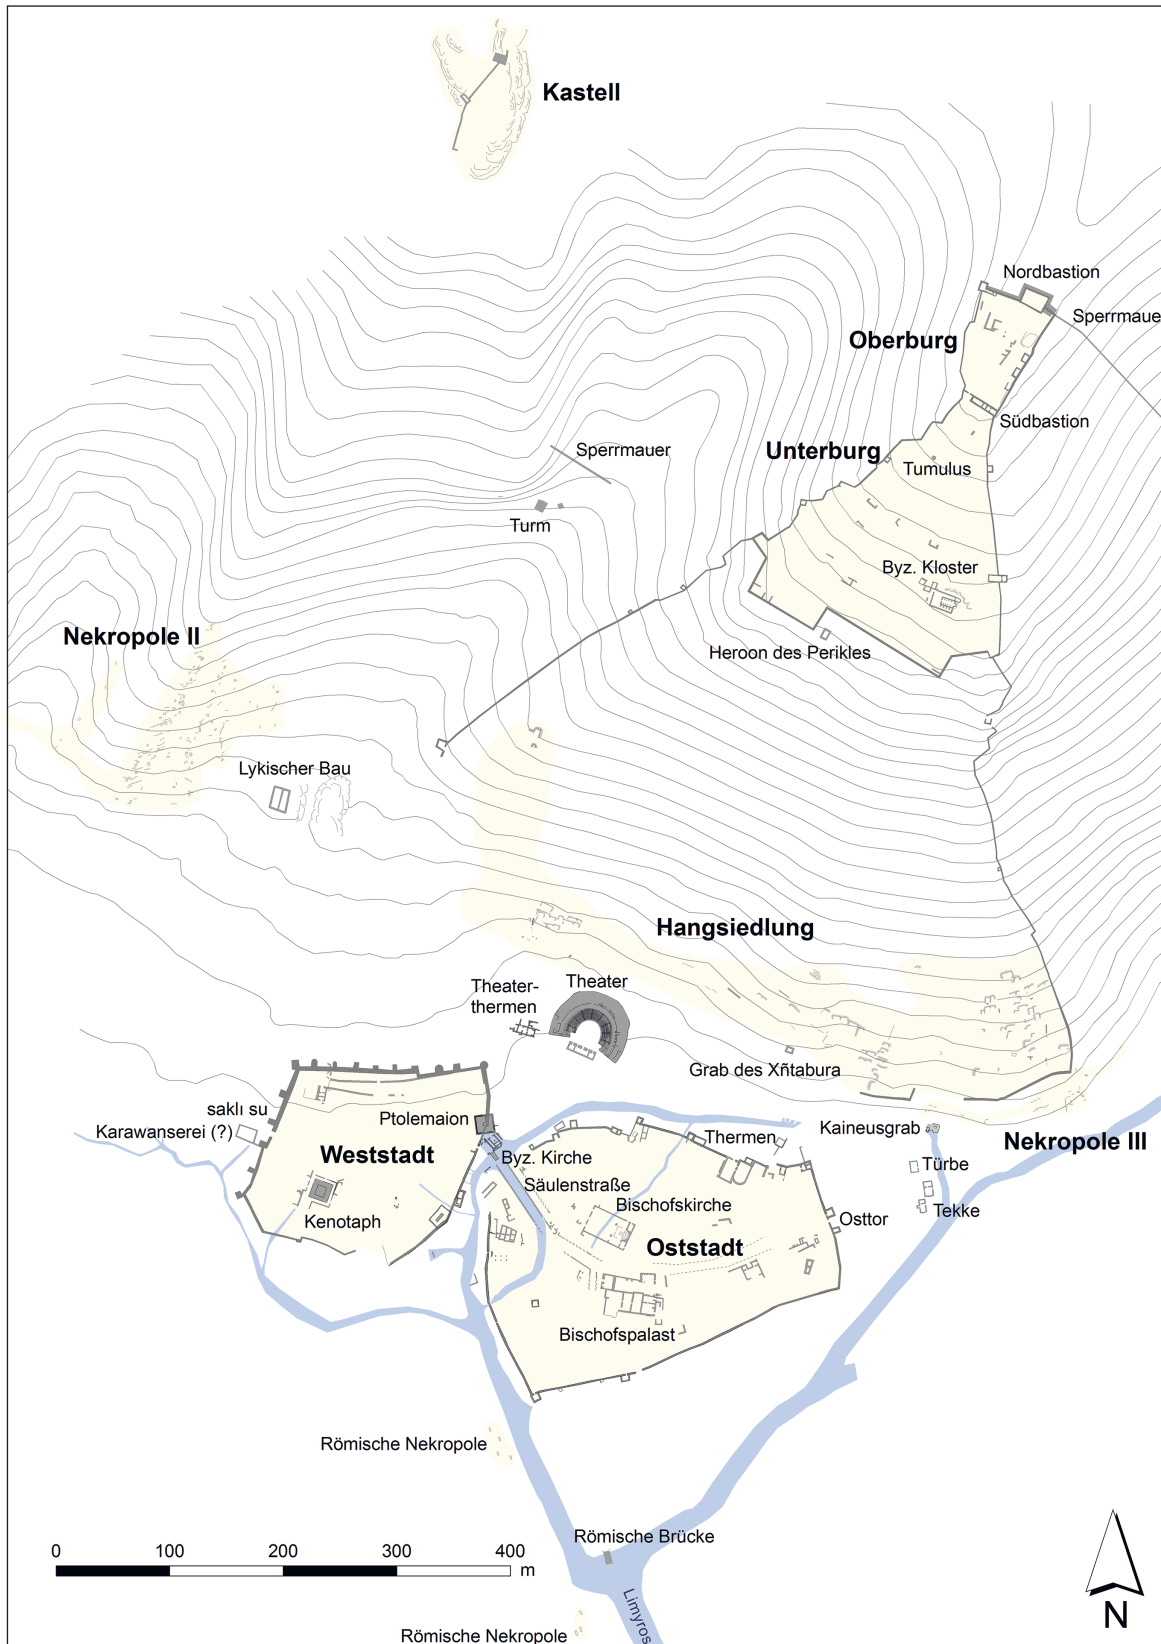 Kastell
Nordbastion
Sperrmaue
Oberburg
Südbastion
Unterburg
Sperrmauer
Tumulus
Turm
Byz. Kloster
Nekropole II
Heroon des Perikles
Lykischer Bau
Hangsiedlung
Theater-
thermen
Theater
Grab des Xñtabura
saklı su
Karawanserei (?)
Ptolemaion
Thermen
Kaineusgrab
Nekropole III
Weststadt
Byz. Kirche
Türbe
Säulenstraße
Bischofskirche
Tekke
Kenotaph
Osttor
Oststadt
Bischofspalast
Römische Nekropole
Römische Brücke
0 100 200 300 400
m
Limyros
N
Römische Nekropole